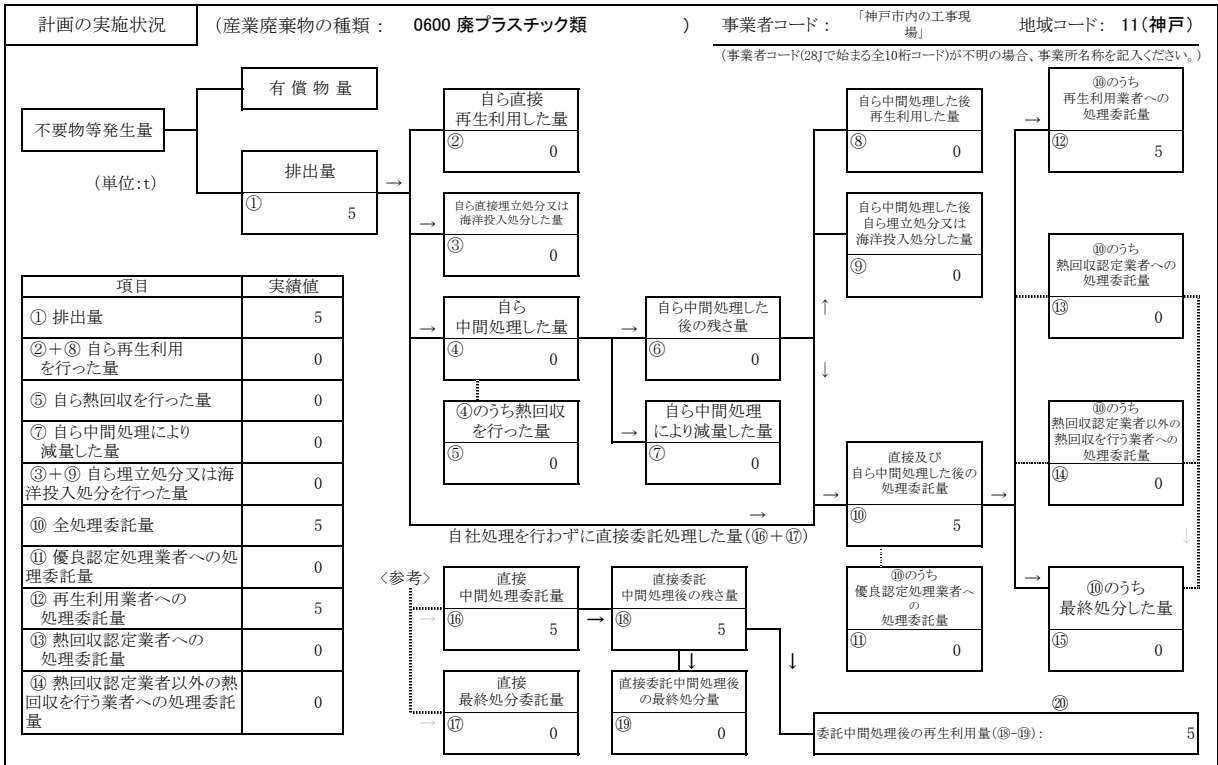 計画の実施状況
(産業廃棄物の種類 : 0600 廃プラスチック類 )
事業者コード :
「神戸市内の工事現
場」
地域コード: 11(神戸)
(事業者コード(28Jで始まる全10桁コード)が不明の場合、事業所名称を記入ください。)
不要物等発生量
(単位:t)
有 償 物 量
排出量
→
① 5
自ら直接
再生利用した量
② 0
→
自ら直接埋立処分又は
海洋投入処分した量
③ 0
→
自ら
中間処理した量
④ 0
④のうち熱回収
を行った量
⑤ 0
→
自ら中間処理した
後の残さ量
⑥ 0
→
自ら中間処理
により減量した量
⑦ 0
自ら中間処理した後
再生利用した量
⑧ 0
自ら中間処理した後
自ら埋立処分又は
海洋投入処分した量
⑨ 0
↑
↓
→
直接及び
自ら中間処理した後の
処理委託量
→
⑩ 5
⑩のうち
優良認定処理業者へ
の
処理委託量
⑪ 0
→
⑩のうち
再生利用業者への
処理委託量
⑫ 5
⑩のうち
熱回収認定業者への
処理委託量
⑬ 0
⑩のうち
熱回収認定業者以外の
熱回収を行う業者への
処理委託量
⑭ 0
↓
→
⑩のうち
最終処分した量
⑮ 0
→
自社処理を行わずに直接委託処理した量(⑯+⑰)
項目 実績値
① 排出量 5
②+⑧ 自ら再生利用
を行った量 0
⑤ 自ら熱回収を行った量 0
⑦ 自ら中間処理により
減量した量 0
③+⑨ 自ら埋立処分又は海
洋投入処分を行った量 0
⑩ 全処理委託量 5
⑪ 優良認定処理業者への処
理委託量 0
⑫ 再生利用業者への
処理委託量 5
⑬ 熱回収認定業者への
処理委託量 0
⑭ 熱回収認定業者以外の熱
回収を行う業者への処理委託
量 0
〈参考〉
→
直接
中間処理委託量
⑯ 5
→
直接委託
中間処理後の残さ量
⑱ 5
→
直接
最終処分委託量
⑰ 0
↓
直接委託中間処理後
の最終処分量
⑲ 0
↓
⑳
委託中間処理後の再生利用量(⑱-⑲) : 5